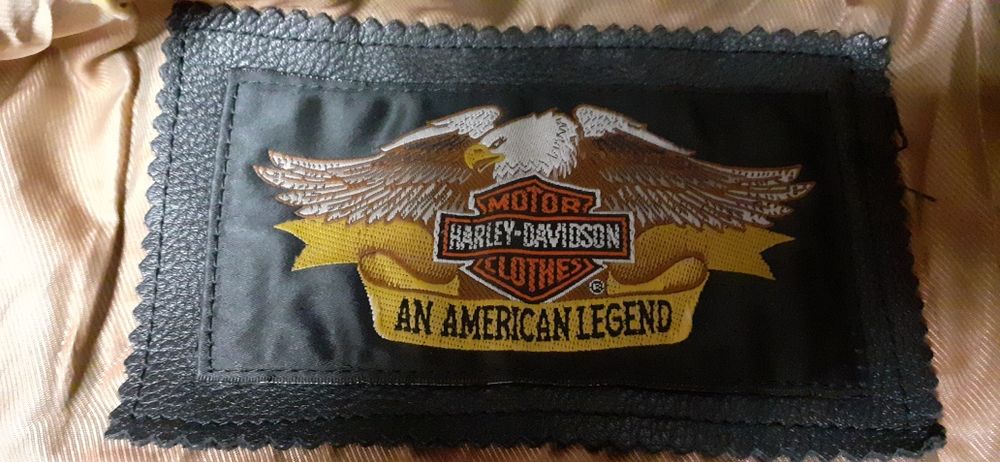 MOTOR
HARLEY-DAVIDSON
CLOTHES
®
AN AMERICAN LEGEND